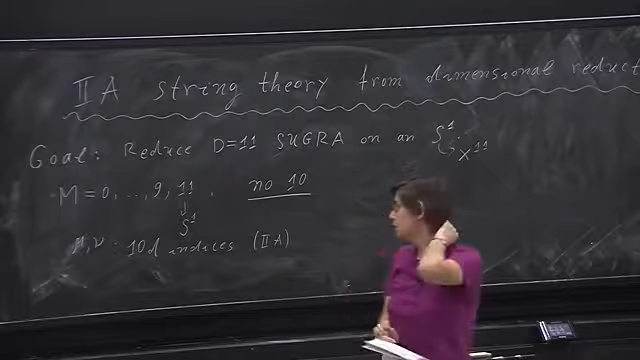 IIA string theory from dimensional reduct
Goal: Reduce D=11 SUGRA on an S¹
x¹¹
M = 0, ..., 9, 11. no 10
↓
S¹
μ, ν: 10d indices (IIA)